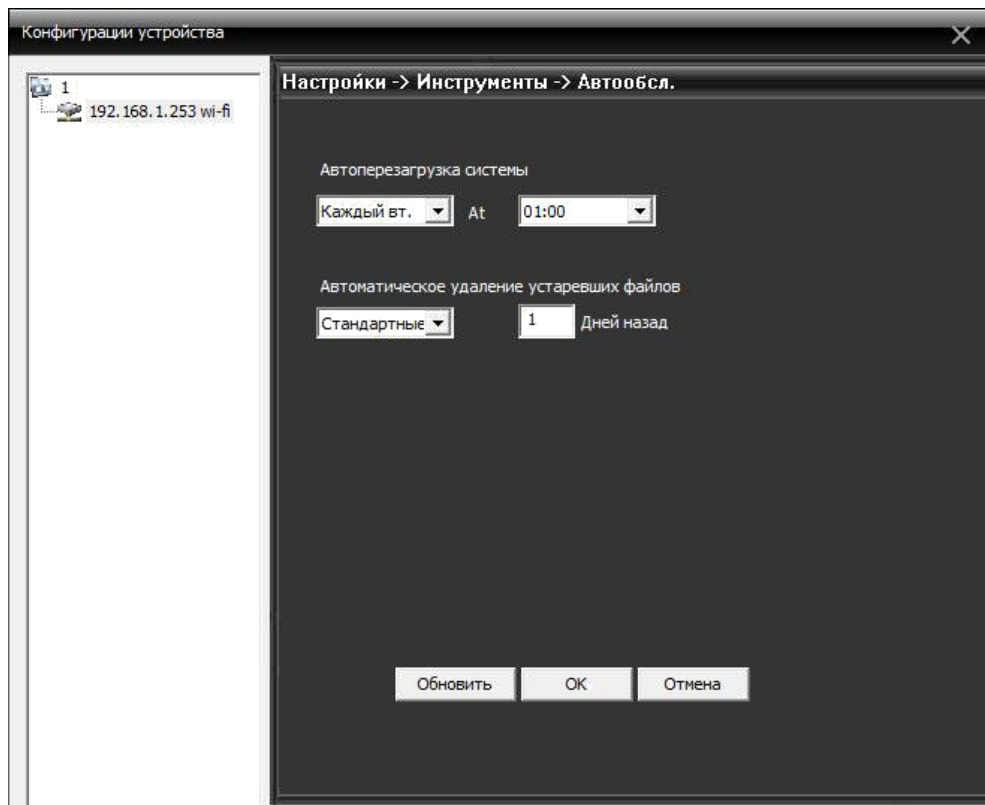 Конфигурации устройства
1
192.168.1.253 wi-fi
Настройки -> Инструменты -> Автообсл.
Автоперезагрузка системы
Каждый вт. At 01:00
Автоматическое удаление устаревших файлов
Стандартные 1 Дней назад
Обновить OK Отмена